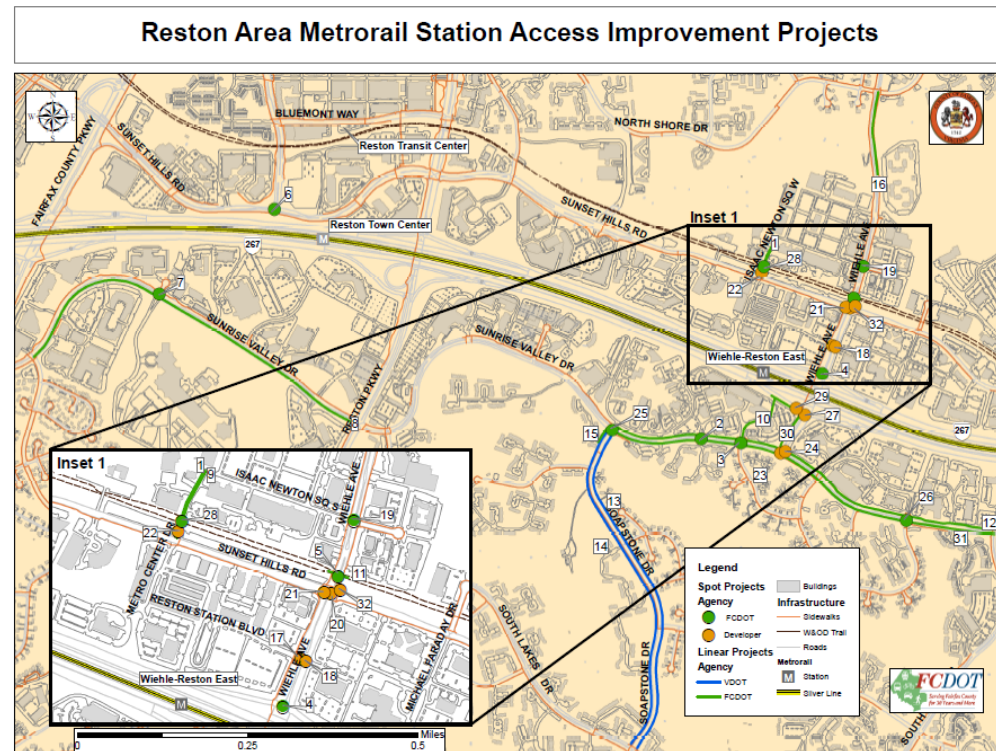 Reston Area Metrorail Station Access Improvement Projects
BLUEMONT WAY
Reston Transit Center
NORTH SHORE DR
FAIRFAX COUNTY PKWY
SUNSET HILLS RD
6
16
SUNSET HILLS RD
ISAAC NEWTON SQ W
WIEHLE AVE
Inset 1
Reston Town Center
M
267
1
28
19
22
7
21
32
SUNRISE VALLEY DR
SUNRISE VALLEY DR
WIEHLE AVE
18
Wiehle-Reston East
M
4
RESTON PKWY
8
29
25
2
10
27
15
267
3
30
24
23
26
13
12
31
14
SOAPSTONE DR
SOUTH LAKES DR
SOAPSTONE DR
Inset 1
1
9
ISAAC NEWTON SQ S
WIEHLE AVE
28
19
22
METRO CENTER DR
SUNSET HILLS RD
5
11
21
32
RESTON STATION BLVD
20
17
MICHAEL FARADAY DR
18
Wiehle-Reston East
WIEHLE AVE
M
4
0
0.25
0.5
Miles
Legend
Spot Projects
Agency
FCDOT
Developer
Linear Projects
Agency
VDOT
FCDOT
Buildings
Infrastructure
Sidewalks
W&OD Trail
Roads
Metrorail
M Station
Silver Line
FCDOT
Serving Fairfax County
for 30 Years and More
SOUTH